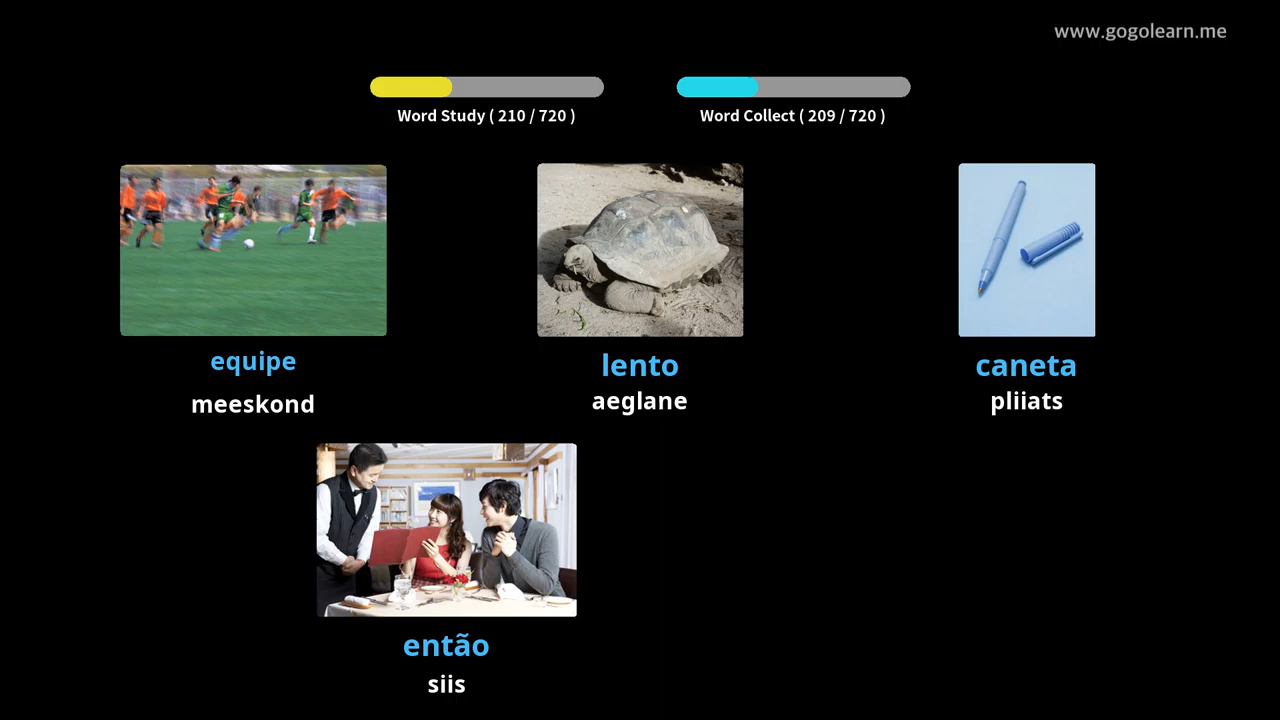 www.gogolearn.me
Word Study ( 210 / 720 )
Word Collect ( 209 / 720 )
equipe
meeskond
lento
aeglane
caneta
pliiats
então
siis